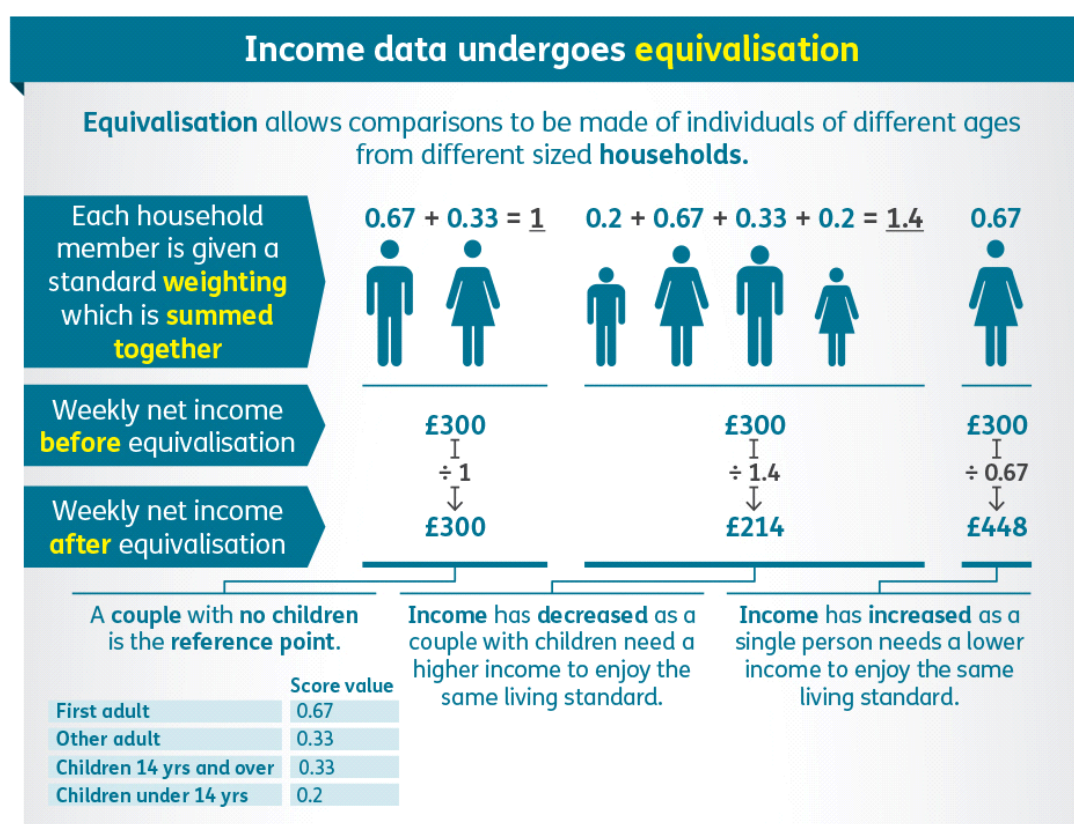 Income data undergoes equivalisation
Equivalisation allows comparisons to be made of individuals of different ages
from different sized households.
Each household
member is given a
standard weighting
which is summed
together
0.67 + 0.33 = 1
0.2 + 0.67 + 0.33 + 0.2 = 1.4
0.67
Weekly net income
before equivalisation
£300
£300
£300
÷ 1
÷ 1.4
÷ 0.67
Weekly net income
after equivalisation
£300
£214
£448
A couple with no children
is the reference point.
Income has decreased as a
couple with children need a
higher income to enjoy the
same living standard.
Income has increased as a
single person needs a lower
income to enjoy the same
living standard.
Score value
First adult 0.67
Other adult 0.33
Children 14 yrs and over 0.33
Children under 14 yrs 0.2